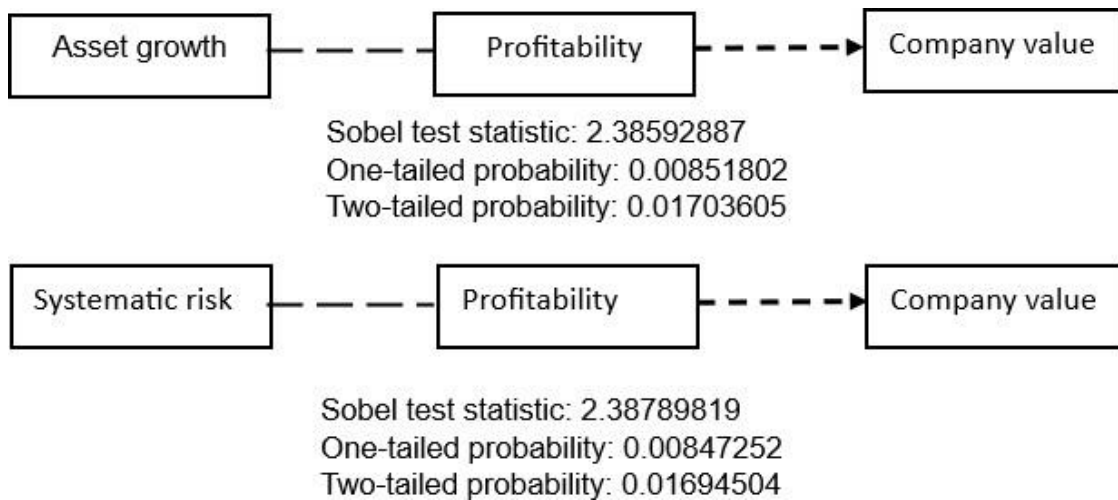 Asset growth
Profitability
Company value
Sobel test statistic: 2.38592887
One-tailed probability: 0.00851802
Two-tailed probability: 0.01703605
Systematic risk
Profitability
Company value
Sobel test statistic: 2.38789819
One-tailed probability: 0.00847252
Two-tailed probability: 0.01694504